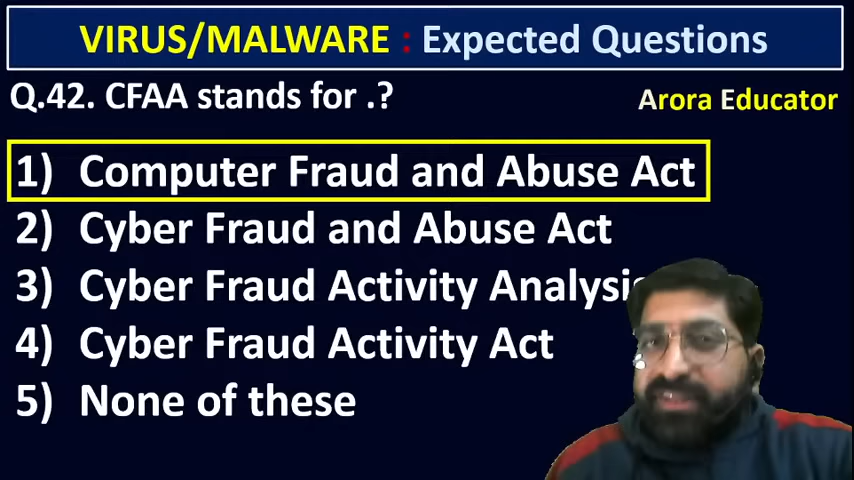 VIRUS/MALWARE : Expected Questions
Q.42. CFAA stands for .?
Arora Educator
1) Computer Fraud and Abuse Act
2) Cyber Fraud and Abuse Act
3) Cyber Fraud Activity Analysis
4) Cyber Fraud Activity Act
5) None of these